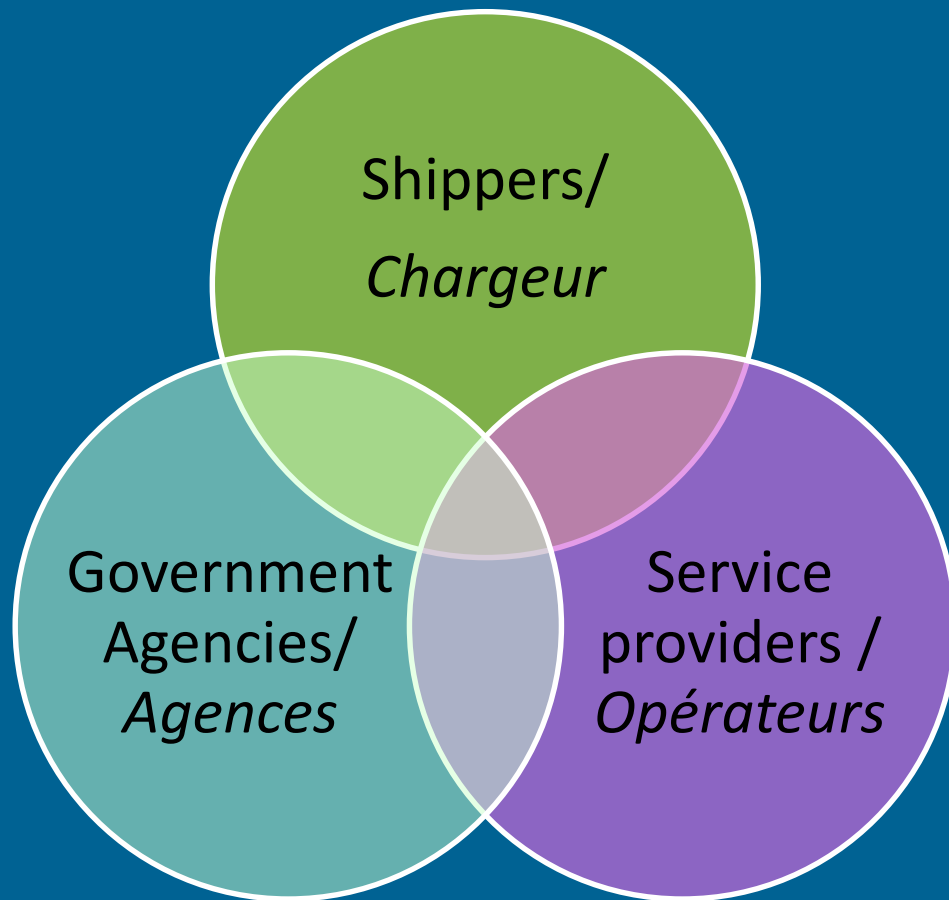 Shippers/
Chargeur
Government
Agencies/
Agences
Service
providers /
Opérateurs